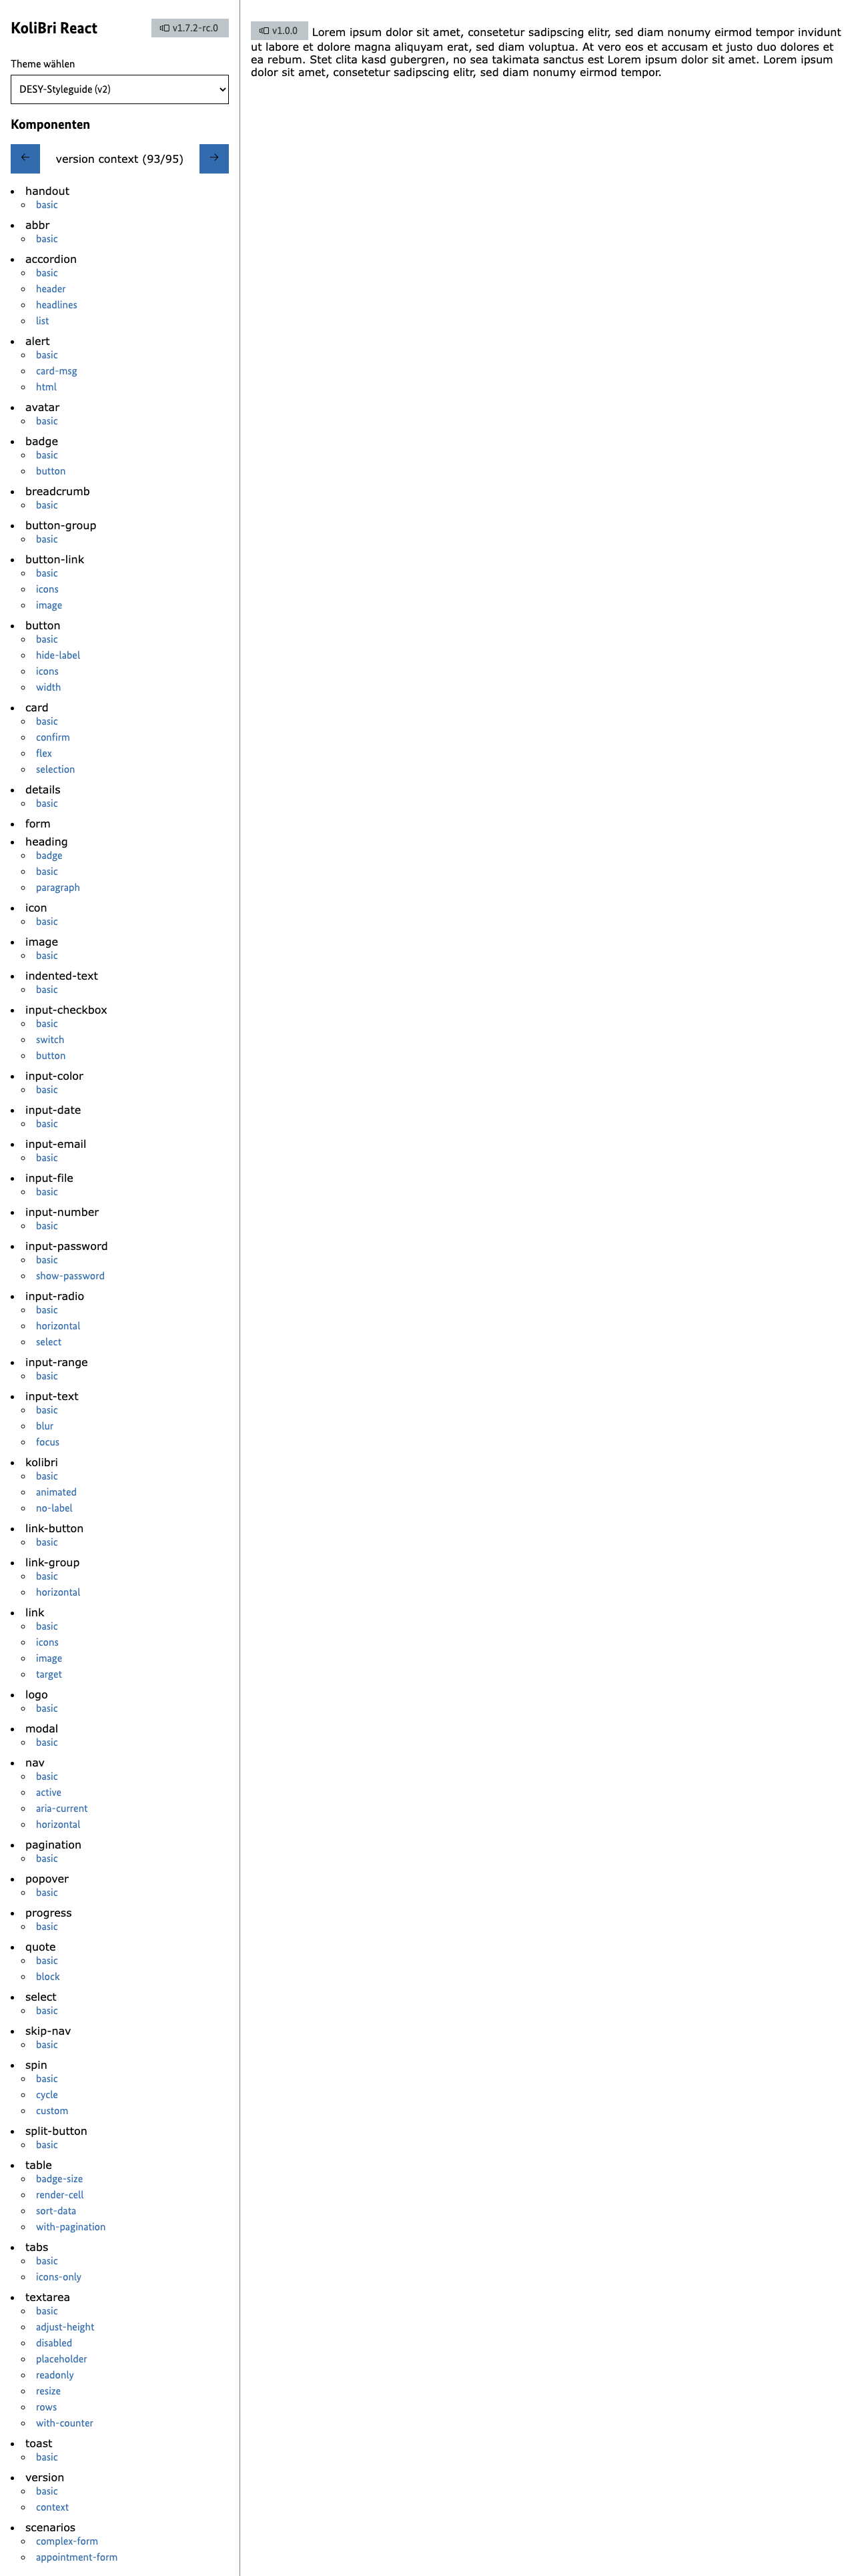 KoliBri React
v1.7.2-rc.0
Theme wählen
DESY-Styleguide (v2)
Komponenten
version context (93/95)
handout
basic
abbr
basic
accordion
basic
header
headlines
list
alert
basic
card-msg
html
avatar
basic
badge
basic
button
breadcrumb
basic
button-group
basic
button-link
basic
icons
image
button
basic
hide-label
icons
width
card
basic
confirm
flex
selection
details
basic
form
heading
badge
basic
paragraph
icon
basic
image
basic
indented-text
basic
input-checkbox
basic
switch
button
input-color
basic
input-date
basic
input-email
basic
input-file
basic
input-number
basic
input-password
basic
show-password
input-radio
basic
horizontal
select
input-range
basic
input-text
basic
blur
focus
kolibri
basic
animated
no-label
link-button
basic
link-group
basic
horizontal
link
basic
icons
image
target
logo
basic
modal
basic
nav
basic
active
aria-current
horizontal
pagination
basic
popover
basic
progress
basic
quote
basic
block
select
basic
skip-nav
basic
spin
basic
cycle
custom
split-button
basic
table
badge-size
render-cell
sort-data
with-pagination
tabs
basic
icons-only
textarea
basic
adjust-height
disabled
placeholder
readonly
resize
rows
with-counter
toast
basic
version
basic
context
scenarios
complex-form
appointment-form
v1.0.0 Lorem ipsum dolor sit amet, consetetur sadipscing elitr, sed diam nonumy eirmod tempor invidunt
ut labore et dolore magna aliquyam erat, sed diam voluptua. At vero eos et accusam et justo duo dolores et
ea rebum. Stet clita kasd gubergren, no sea takimata sanctus est Lorem ipsum dolor sit amet. Lorem ipsum
dolor sit amet, consetetur sadipscing elitr, sed diam nonumy eirmod tempor.